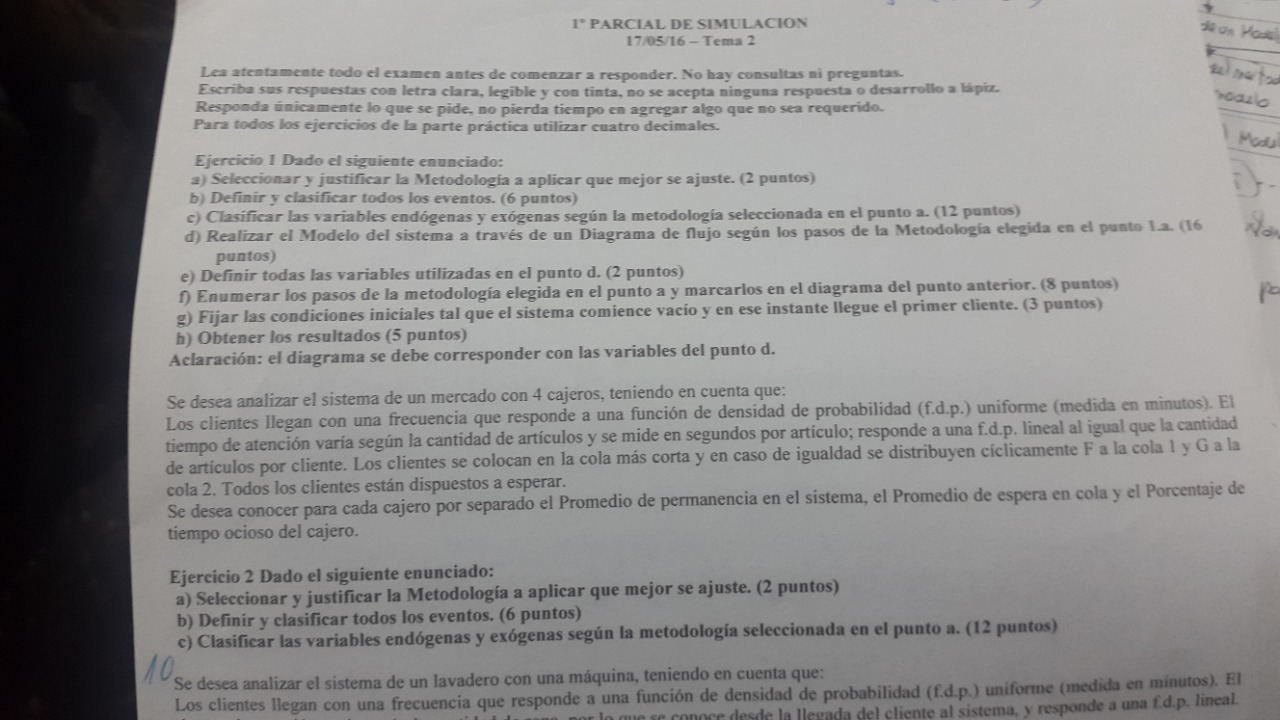 1° PARCIAL DE SIMULACION
17/05/16 – Tema 2
Lea atentamente todo el examen antes de comenzar a responder. No hay consultas ni preguntas.
Escriba sus respuestas con letra clara, legible y con tinta, no se acepta ninguna respuesta o desarrollo a lápiz.
Responda únicamente lo que se pide, no pierda tiempo en agregar algo que no sea requerido.
Para todos los ejercicios de la parte práctica utilizar cuatro decimales.
Ejercicio 1 Dado el siguiente enunciado:
a) Seleccionar y justificar la Metodología a aplicar que mejor se ajuste. (2 puntos)
b) Definir y clasificar todos los eventos. (6 puntos)
c) Clasificar las variables endógenas y exógenas según la metodología seleccionada en el punto a. (12 puntos)
d) Realizar el Modelo del sistema a través de un Diagrama de flujo según los pasos de la Metodología elegida en el punto 1.a. (16
puntos)
e) Definir todas las variables utilizadas en el punto d. (2 puntos)
f) Enumerar los pasos de la metodología elegida en el punto a y marcarlos en el diagrama del punto anterior. (8 puntos)
g) Fijar las condiciones iniciales tal que el sistema comience vacío y en ese instante llegue el primer cliente. (3 puntos)
h) Obtener los resultados (5 puntos)
Aclaración: el diagrama se debe corresponder con las variables del punto d.
Se desea analizar el sistema de un mercado con 4 cajeros, teniendo en cuenta que:
Los clientes llegan con una frecuencia que responde a una función de densidad de probabilidad (f.d.p.) uniforme (medida en minutos). El
tiempo de atención varía según la cantidad de artículos y se mide en segundos por artículo; responde a una f.d.p. lineal al igual que la cantidad
de artículos por cliente. Los clientes se colocan en la cola más corta y en caso de igualdad se distribuyen cíclicamente F a la cola 1 y G a la
cola 2. Todos los clientes están dispuestos a esperar.
Se desea conocer para cada cajero por separado el Promedio de permanencia en el sistema, el Promedio de espera en cola y el Porcentaje de
tiempo ocioso del cajero.
Ejercicio 2 Dado el siguiente enunciado:
a) Seleccionar y justificar la Metodología a aplicar que mejor se ajuste. (2 puntos)
b) Definir y clasificar todos los eventos. (6 puntos)
c) Clasificar las variables endógenas y exógenas según la metodología seleccionada en el punto a. (12 puntos)
10
Se desea analizar el sistema de un lavadero con una máquina, teniendo en cuenta que:
Los clientes llegan con una frecuencia que responde a una función de densidad de probabilidad (f.d.p.) uniforme (medida en minutos). El
por lo que se conoce desde la llegada del cliente al sistema, y responde a una f.d.p. lineal.